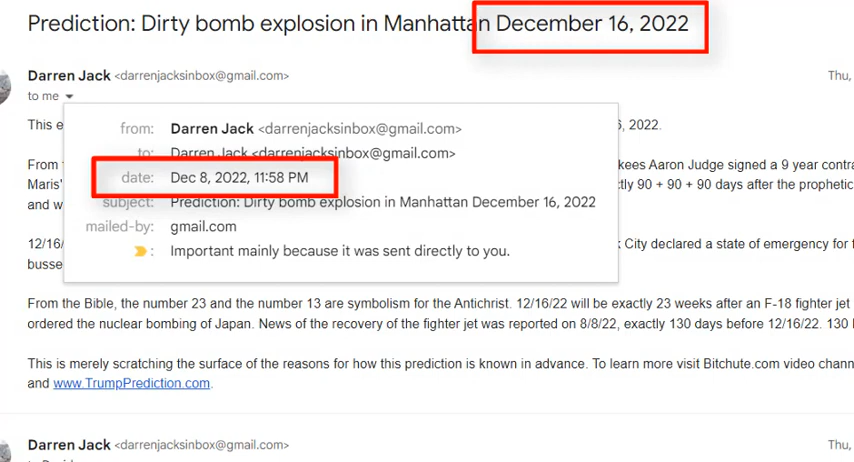 Prediction: Dirty bomb explosion in Manhattan December 16, 2022
Darren Jack <darrenjacksinbox@gmail.com> Thu,
to me
This 6, 2022.
from: Darren Jack <darrenjacksinbox@gmail.com>
to: Darren Jack <darrenjacksinbox@gmail.com>
From kees Aaron Judge signed a 9 year contra
date: Dec 8, 2022, 11:58 PM
Maris' tly 90 + 90 + 90 days after the prophetic
subject: Prediction: Dirty bomb explosion in Manhattan December 16, 2022
and w
mailed-by: gmail.com
12/16/ k City declared a state of emergency for
: Important mainly because it was sent directly to you.
busse
From the Bible, the number 23 and the number 13 are symbolism for the Antichrist. 12/16/22 will be exactly 23 weeks after an F-18 fighter jet
ordered the nuclear bombing of Japan. News of the recovery of the fighter jet was reported on 8/8/22, exactly 130 days before 12/16/22. 130
This is merely scratching the surface of the reasons for how this prediction is known in advance. To learn more visit Bitchute.com video chann
and www.TrumpPrediction.com.
Darren Jack <darrenjacksinbox@gmail.com> Thu,